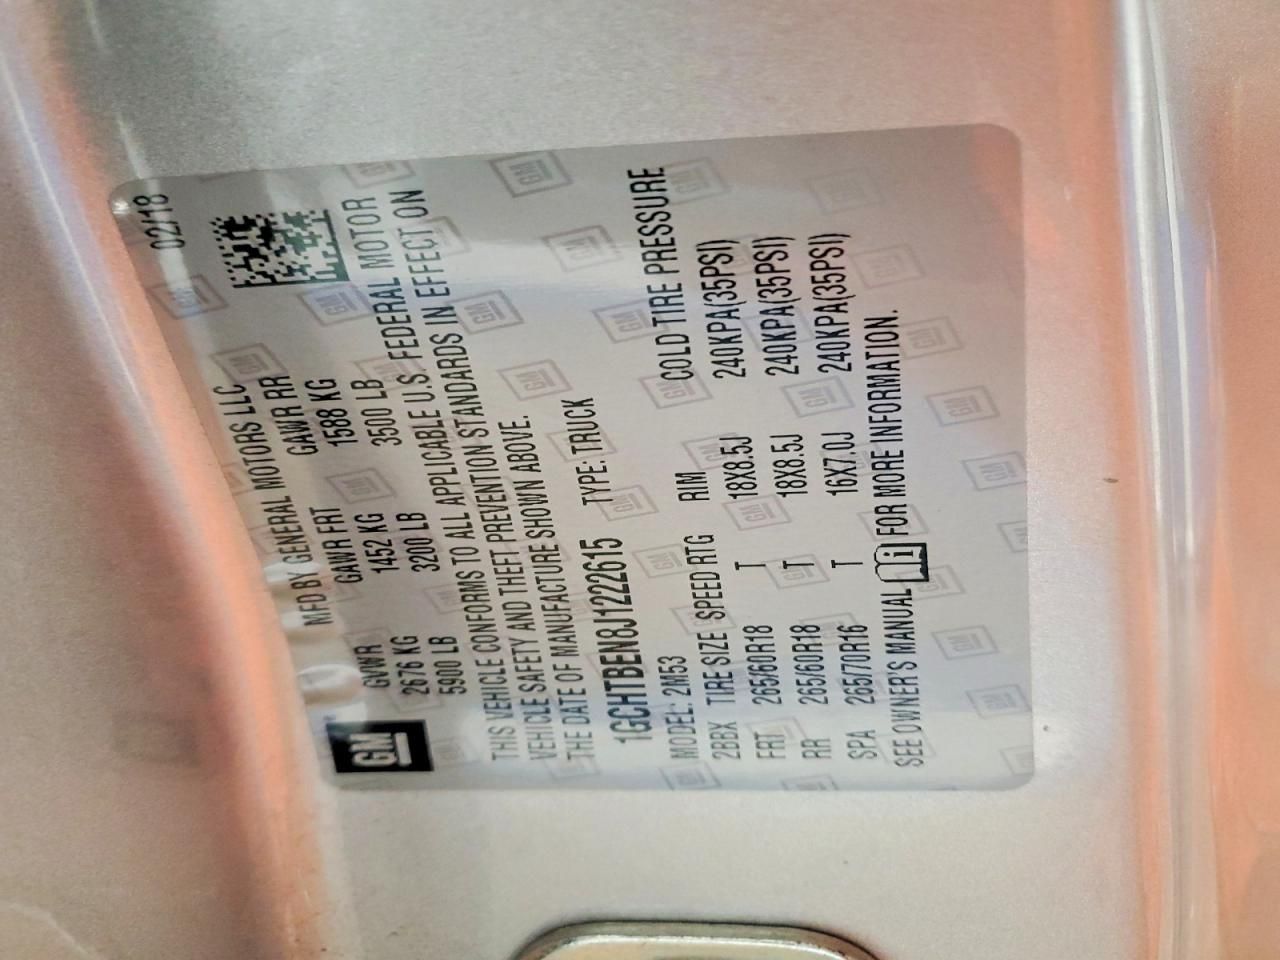 02/18
MFD BY GENERAL MOTORS LLC
GM
GVWR GAWR FRT GAWR RR
2676 KG 1452 KG 1588 KG
5900 LB 3200 LB 3500 LB
THIS VEHICLE CONFORMS TO ALL APPLICABLE U.S. FEDERAL MOTOR
VEHICLE SAFETY AND THEFT PREVENTION STANDARDS IN EFFECT ON
THE DATE OF MANUFACTURE SHOWN ABOVE.
1GCHTBEN8J1222615 TYPE: TRUCK
MODEL: 2M53
2BBX TIRE SIZE SPEED RTG RIM COLD TIRE PRESSURE
FRT 265/60R18 T 18X8.5J 240KPA(35PSI)
RR 265/60R18 T 18X8.5J 240KPA(35PSI)
SPA 265/70R16 T 16X7.0J 240KPA(35PSI)
SEE OWNER'S MANUAL i FOR MORE INFORMATION.